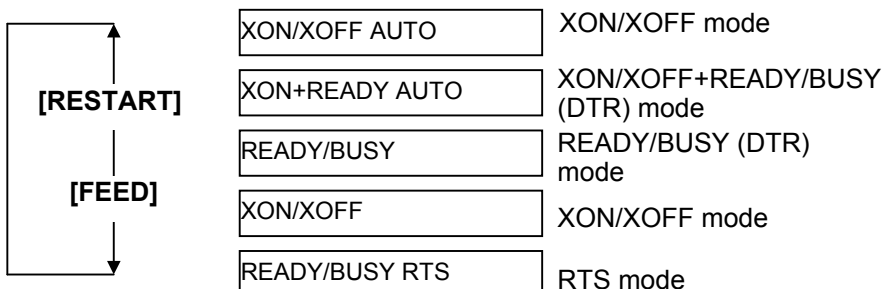 XON/XOFF AUTO
XON/XOFF mode
[RESTART]
XON+READY AUTO
XON/XOFF+READY/BUSY
(DTR) mode
READY/BUSY
READY/BUSY (DTR)
mode
[FEED]
XON/XOFF
XON/XOFF mode
READY/BUSY RTS
RTS mode